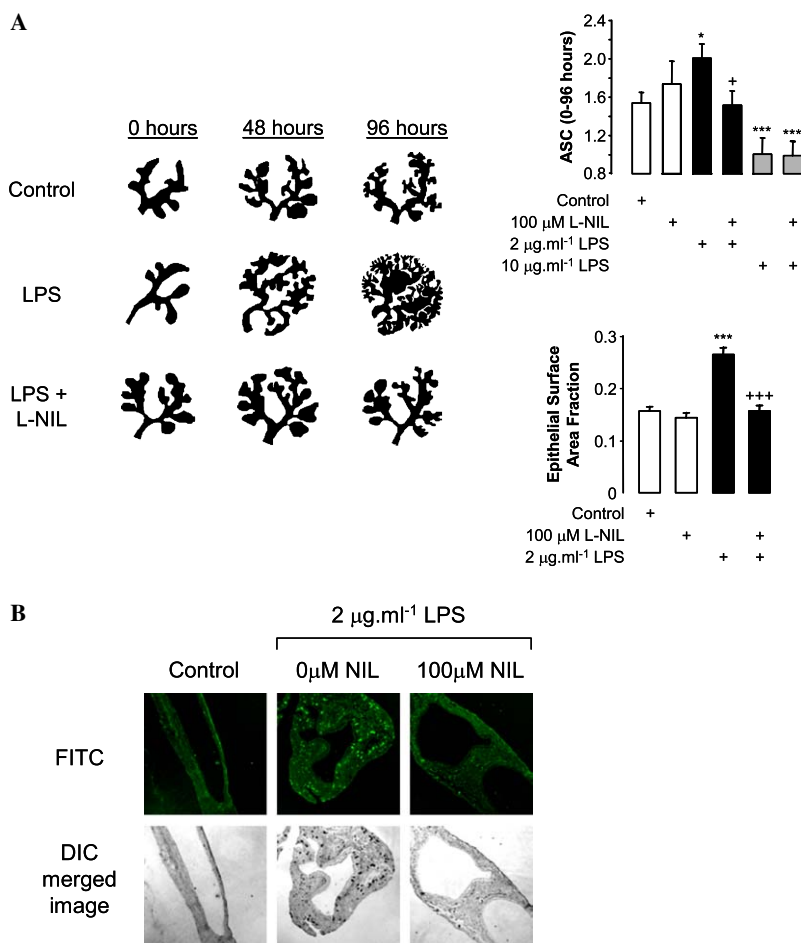 A
0 hours 48 hours 96 hours
Control
LPS
LPS +
L-NIL
ASC (0-96 hours)
2.4
2.0
1.6
1.2
0.8
*
+
***
***
Control +
100 μM L-NIL + + +
2 μg.ml⁻¹ LPS + +
10 μg.ml⁻¹ LPS + +
Epithelial Surface
Area Fraction
0.3
0.2
0.1
0
***
+++
Control +
100 μM L-NIL + +
2 μg.ml⁻¹ LPS + +
B
2 μg.ml⁻¹ LPS
Control 0μM NIL 100μM NIL
FITC
DIC
merged
image